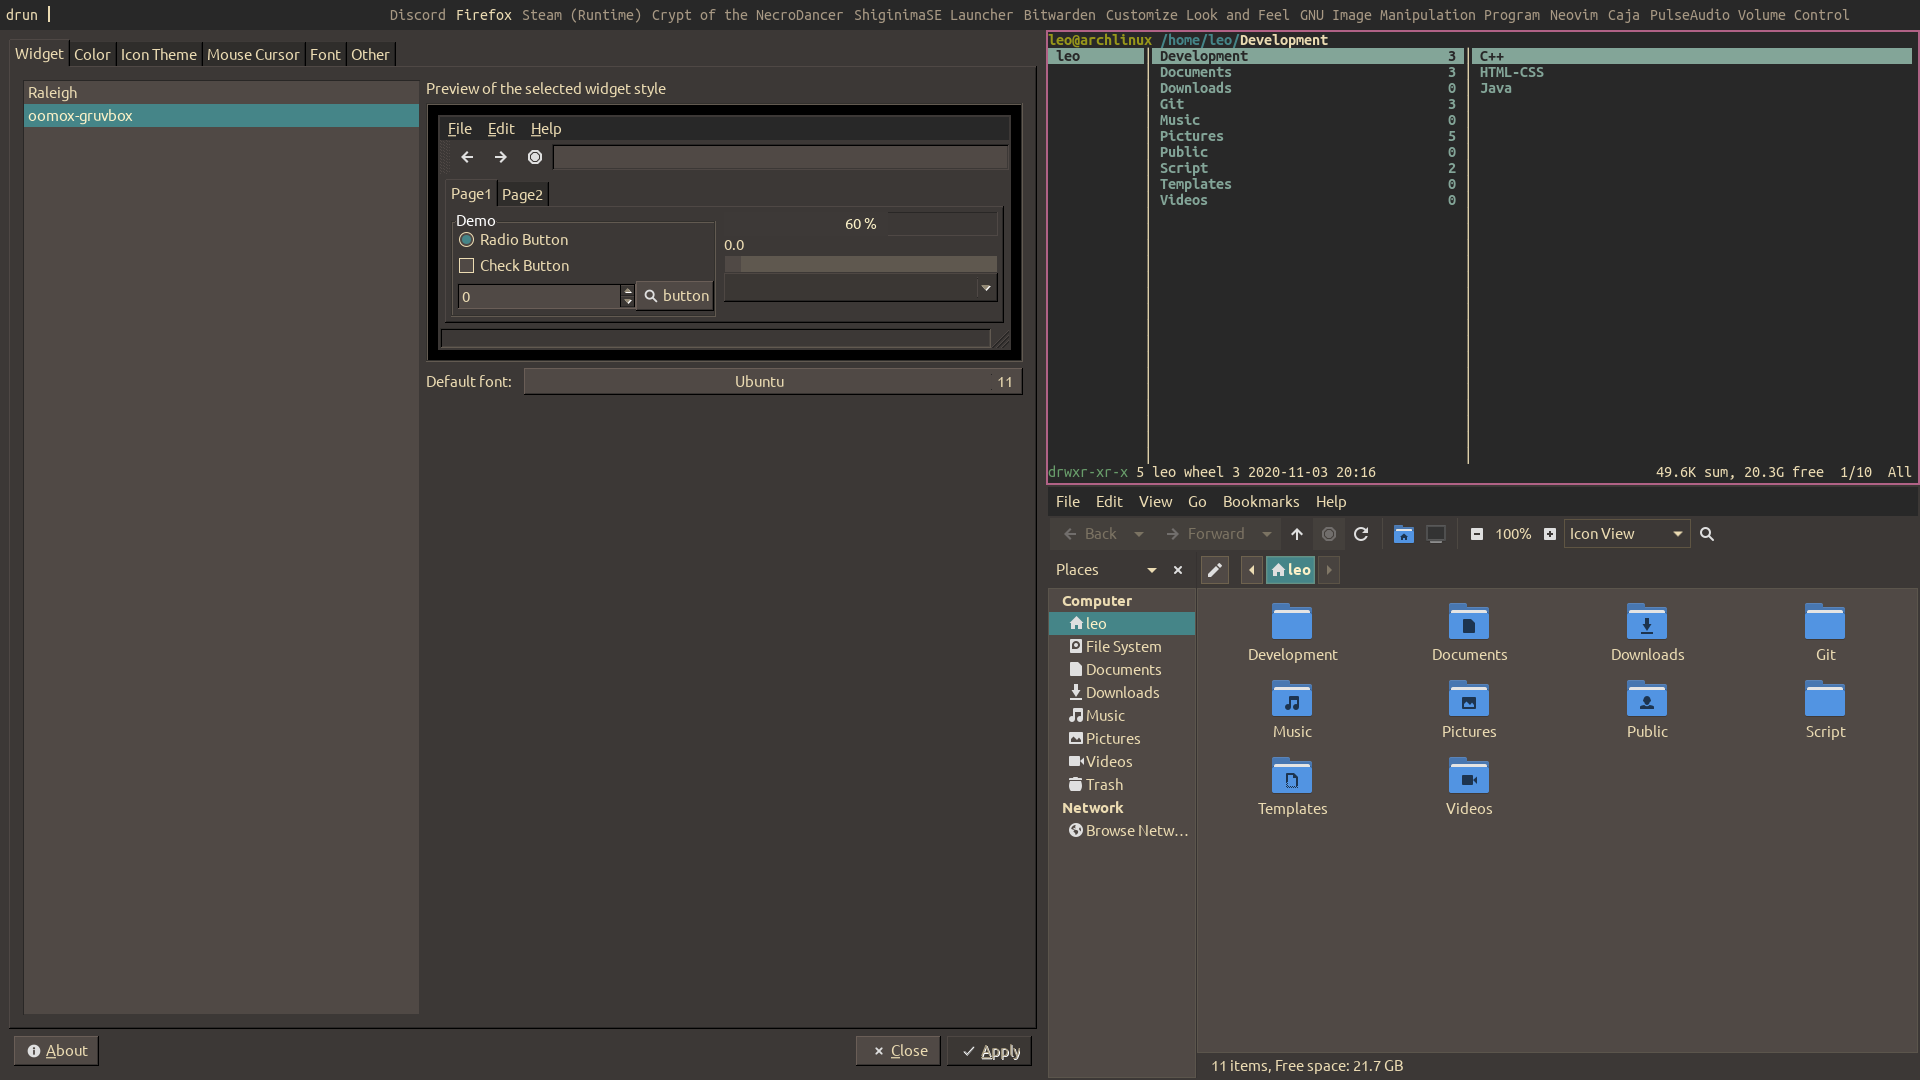 drun Discord Firefox Steam (Runtime) Crypt of the NecroDancer ShiginimaSE Launcher Bitwarden Customize Look and Feel GNU Image Manipulation Program Neovim Caja PulseAudio Volume Control
Widget Color Icon Theme Mouse Cursor Font Other
Raleigh
oomox-gruvbox
Preview of the selected widget style
File Edit Help
Page1 Page2
Demo
Radio Button
Check Button
0
button
60 %
0.0
Default font: Ubuntu 11
About
Close
Apply
leo@archlinux /home/leo/Development
leo
Development 3
Documents 3
Downloads 0
Git 3
Music 0
Pictures 5
Public 0
Script 2
Templates 0
Videos 0
C++
HTML-CSS
Java
drwxr-xr-x 5 leo wheel 3 2020-11-03 20:16 49.6K sum, 20.3G free 1/10 All
File Edit View Go Bookmarks Help
Back Forward 100% Icon View
Places
leo
Computer
leo
File System
Documents
Downloads
Music
Pictures
Videos
Trash
Network
Browse Netw...
Development Documents Downloads Git
Music Pictures Public Script
Templates Videos
11 items, Free space: 21.7 GB